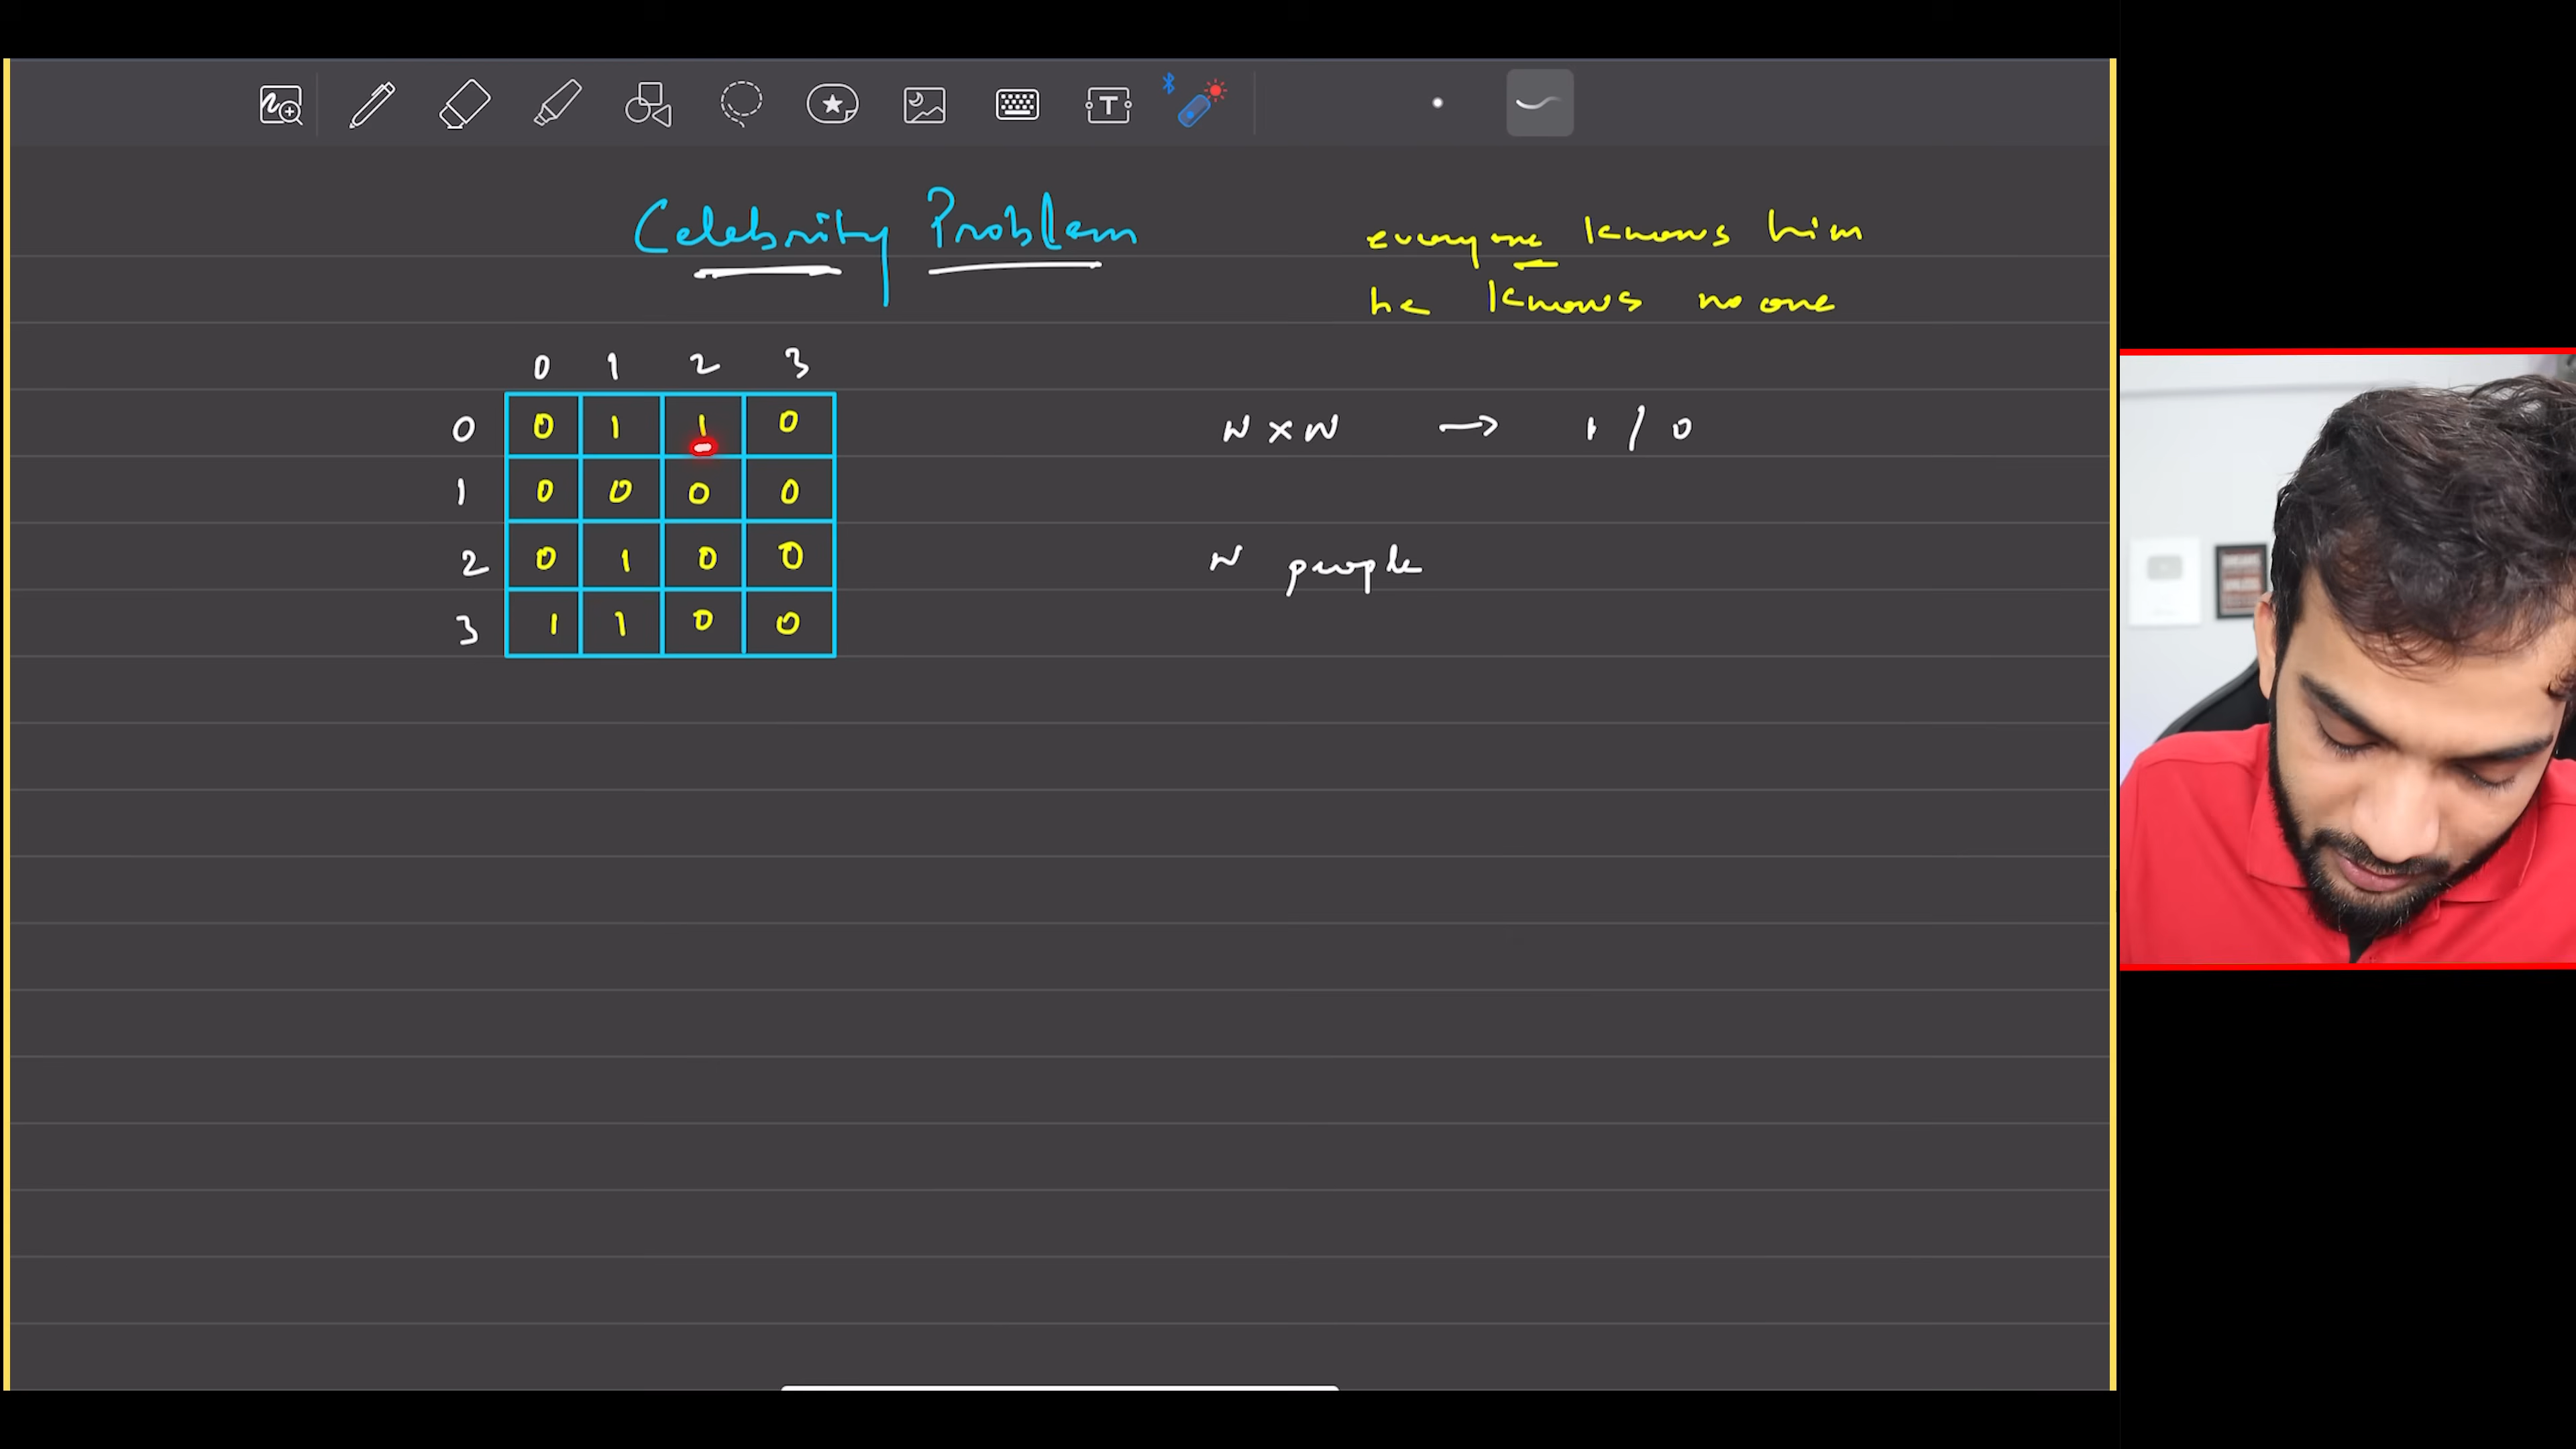 Celebrity Problem
everyone knows him
he knows no one
0 1 2 3
0 0 1 1 0
1 0 0 0 0
2 0 1 0 0
3 1 1 0 0
N × N → 1 / 0
N people